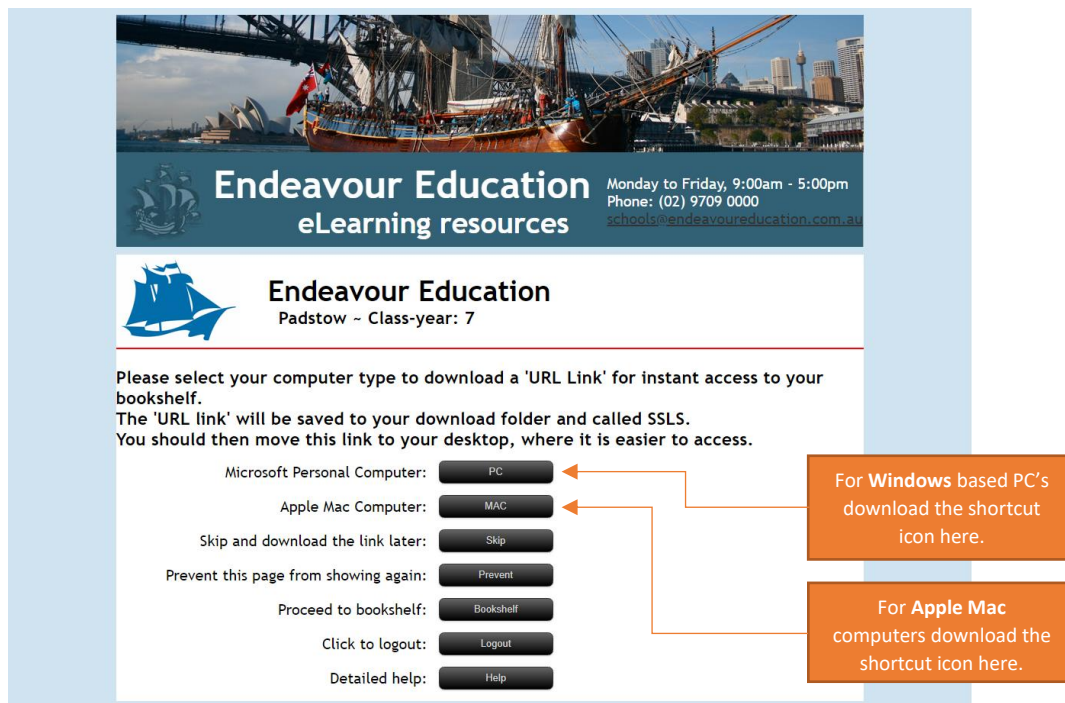 Endeavour Education
eLearning resources
Monday to Friday, 9:00am - 5:00pm
Phone: (02) 9709 0000
schools@endeavoureducation.com.au
Endeavour Education
Padstow ~ Class-year: 7
Please select your computer type to download a 'URL Link' for instant access to your
bookshelf.
The 'URL link' will be saved to your download folder and called SSLS.
You should then move this link to your desktop, where it is easier to access.
Microsoft Personal Computer: PC
Apple Mac Computer: MAC
Skip and download the link later: Skip
Prevent this page from showing again: Prevent
Proceed to bookshelf: Bookshelf
Click to logout: Logout
Detailed help: Help
For Windows based PC's
download the shortcut
icon here.
For Apple Mac
computers download the
shortcut icon here.